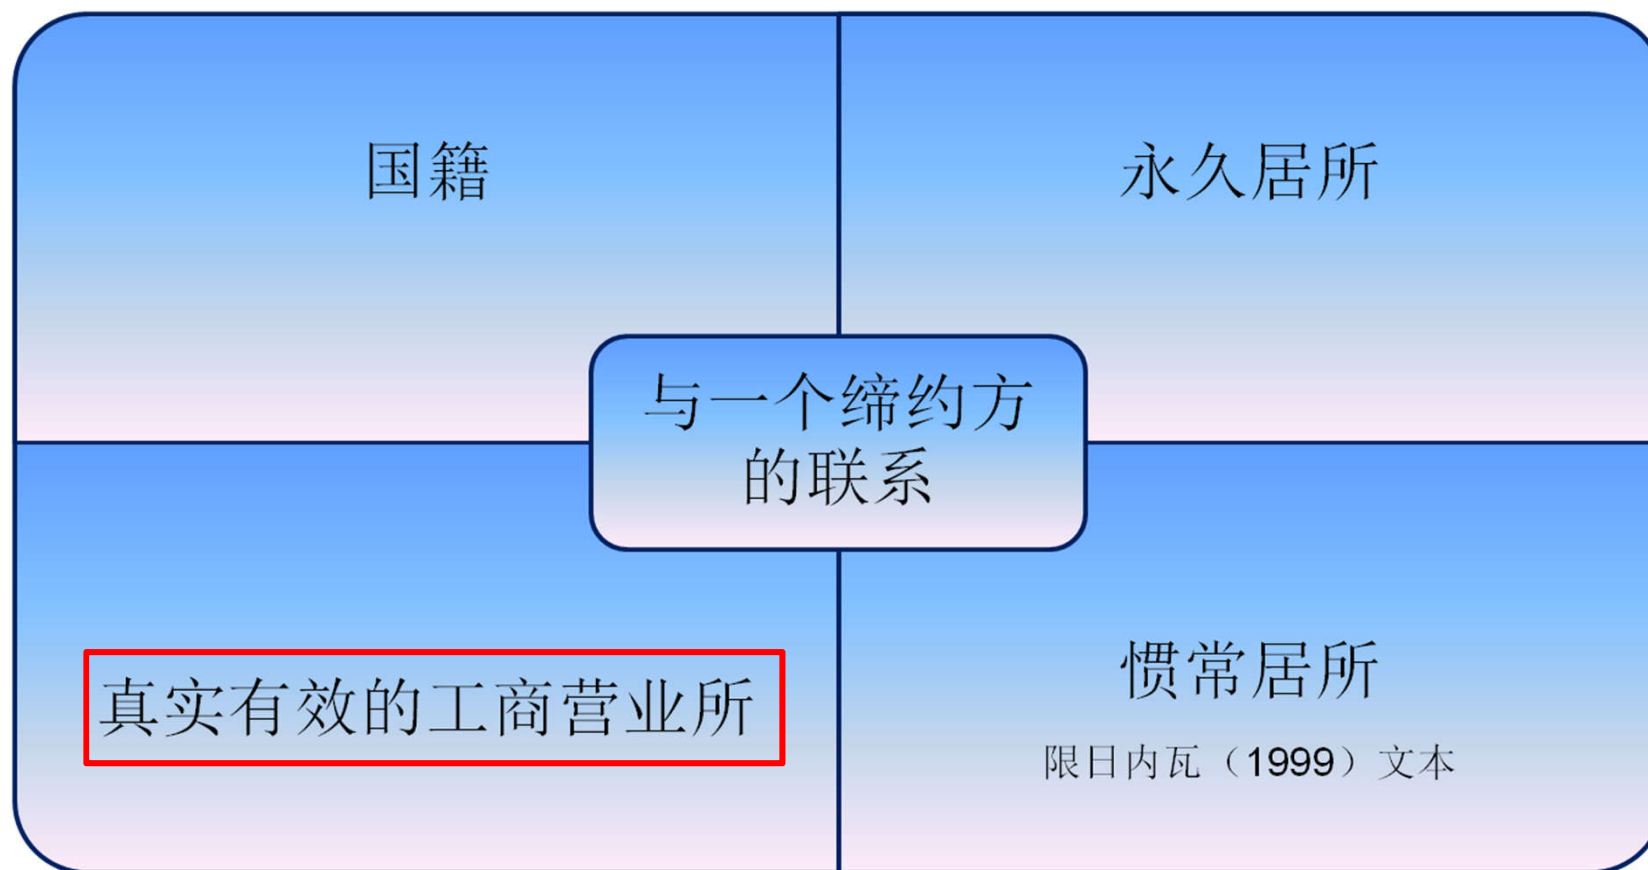 国籍
永久居所
与一个缔约方
的联系
真实有效的工商营业所
惯常居所
限日内瓦（1999）文本